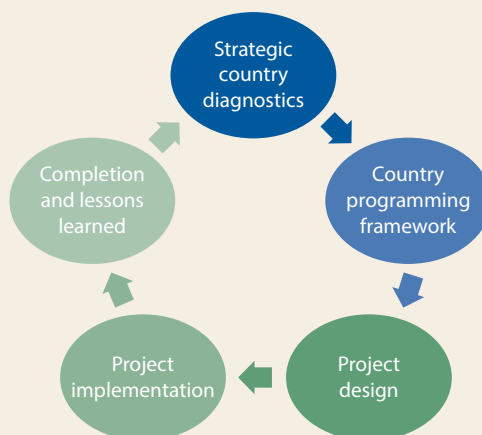 Strategic
country
diagnostics
Country
programming
framework
Project
design
Project
implementation
Completion
and lessons
learned